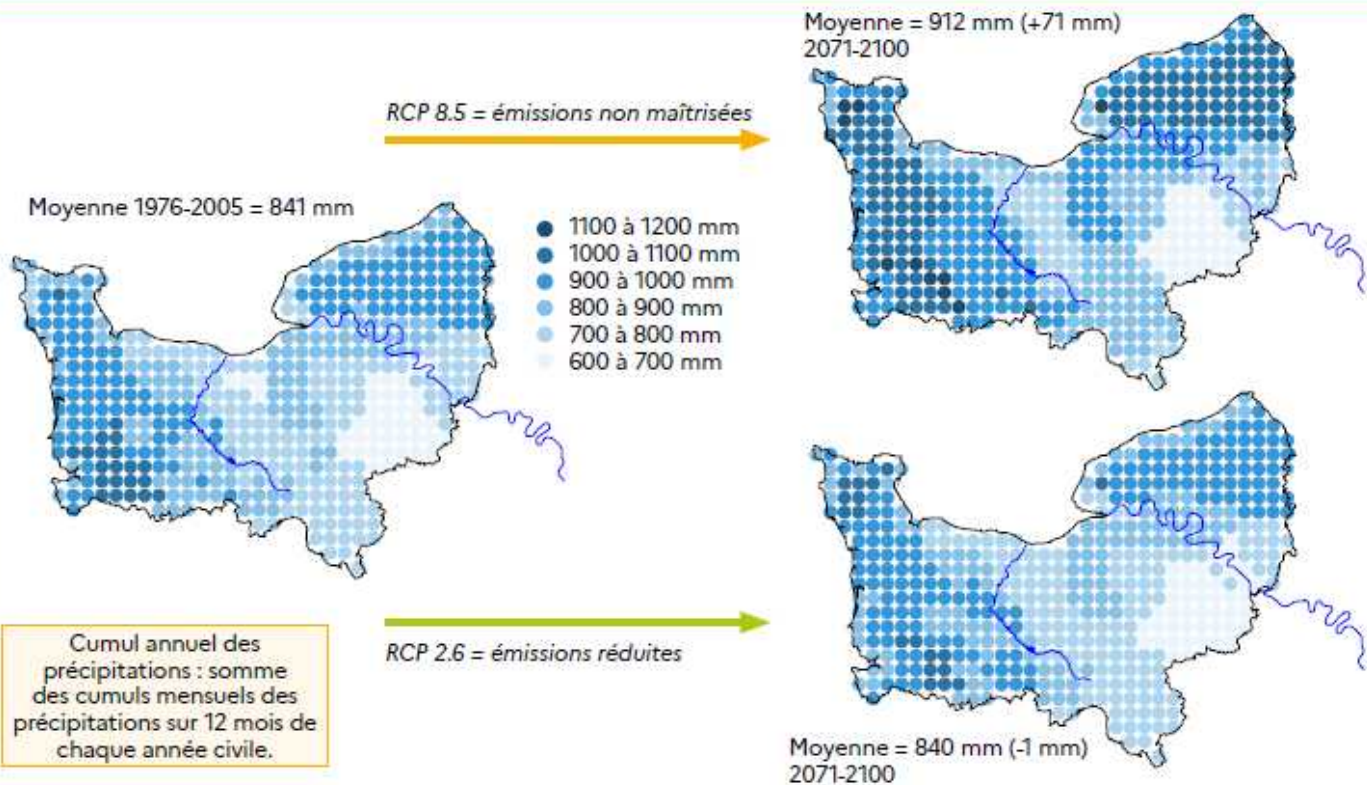 Moyenne = 912 mm (+71 mm)
2071-2100
RCP 8.5 = émissions non maîtrisées
Moyenne 1976-2005 = 841 mm
1100 à 1200 mm
1000 à 1100 mm
900 à 1000 mm
800 à 900 mm
700 à 800 mm
600 à 700 mm
Cumul annuel des
précipitations : somme
des cumuls mensuels des
précipitations sur 12 mois de
chaque année civile.
RCP 2.6 = émissions réduites
Moyenne = 840 mm (-1 mm)
2071-2100